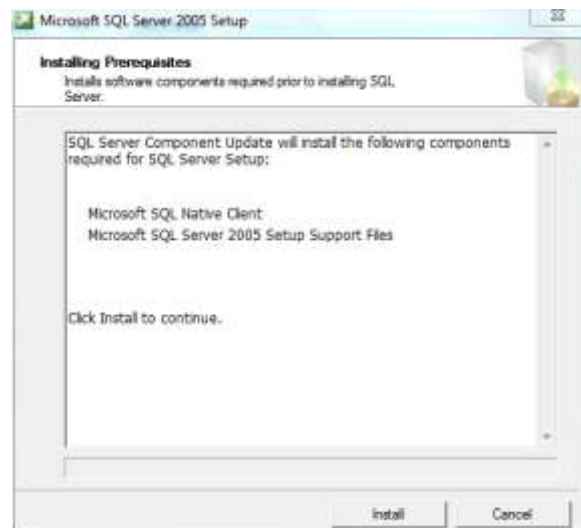 Microsoft SQL Server 2005 Setup
Installing Prerequisites
Installs software components required prior to installing SQL
Server.
SQL Server Component Update will install the following components
required for SQL Server Setup:
Microsoft SQL Native Client
Microsoft SQL Server 2005 Setup Support Files
Click Install to continue.
Install
Cancel